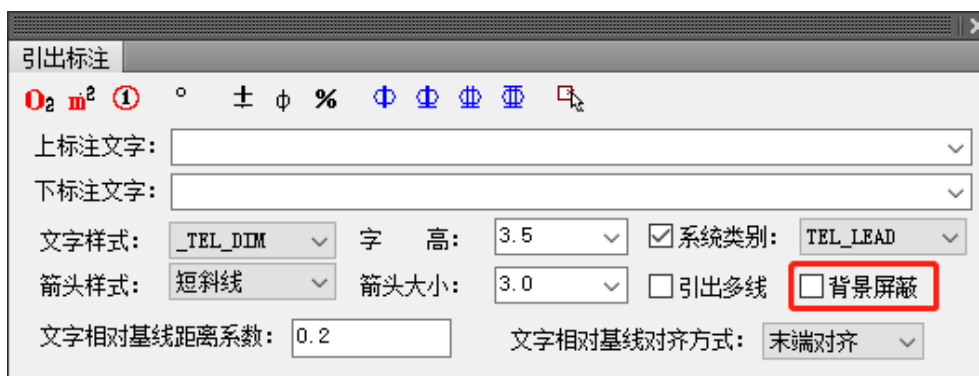 引出标注
O₂ m² ① ° ± ϕ %
上标注文字：
下标注文字：
文字样式： _TEL_DIM 字 高： 3.5 系统类别： TEL_LEAD
箭头样式： 短斜线 箭头大小： 3.0 引出多线 背景屏蔽
文字相对基线距离系数： 0.2 文字相对基线对齐方式： 末端对齐